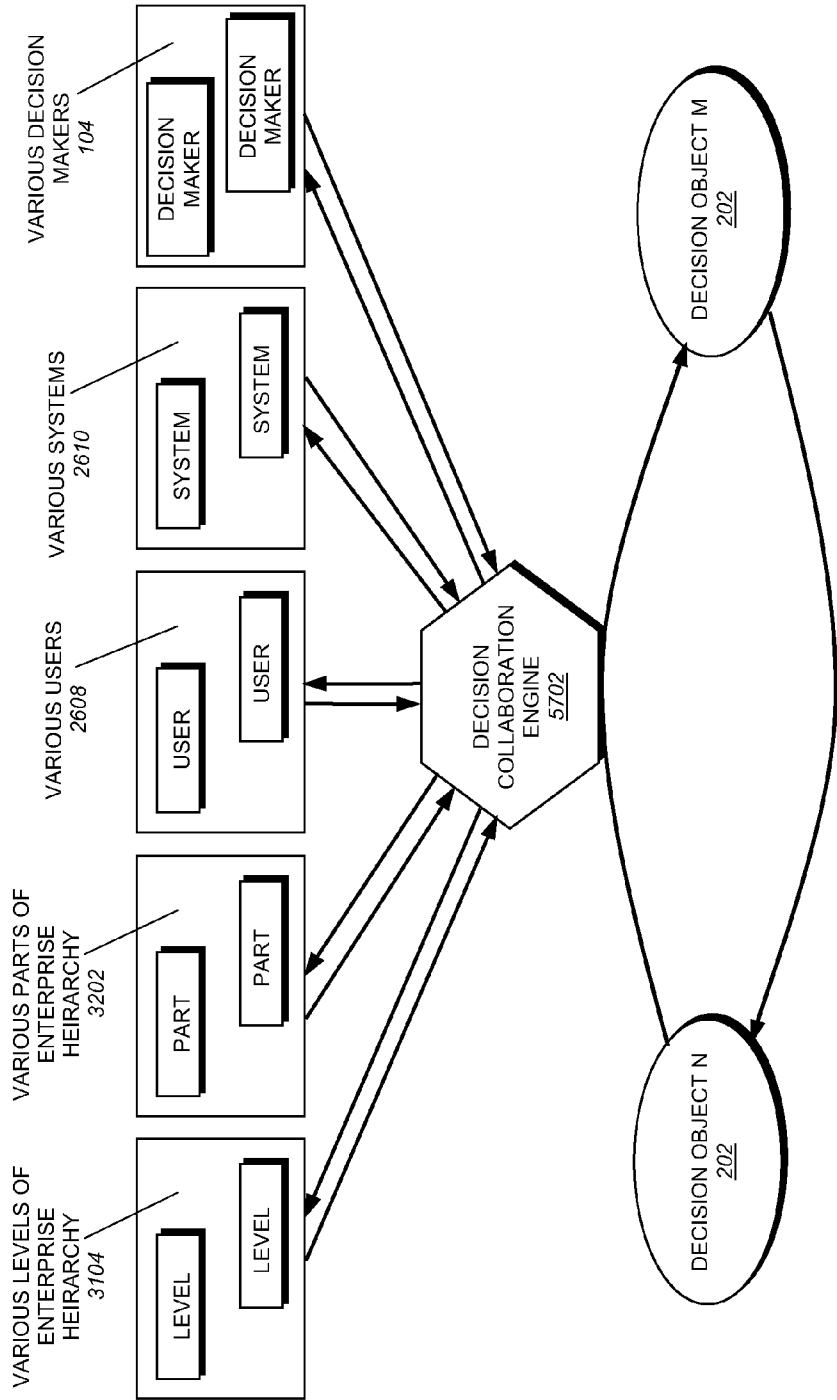 VARIOUS LEVELS OF
ENTERPRISE
HEIRARCHY
3104
LEVEL
LEVEL
VARIOUS PARTS OF
ENTERPRISE
HEIRARCHY
3202
PART
PART
VARIOUS USERS
2608
USER
USER
VARIOUS SYSTEMS
2610
SYSTEM
SYSTEM
VARIOUS DECISION
MAKERS
104
DECISION
MAKER
DECISION
MAKER
DECISION
COLLABORATION
ENGINE
5702
DECISION OBJECT N
202
DECISION OBJECT M
202